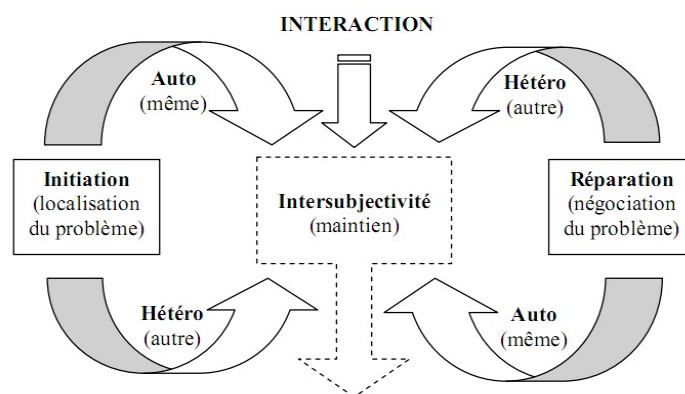 INTERACTION
Auto
(même)
Hétéro
(autre)
Initiation
(localisation
du problème)
Intersubjectivité
(maintien)
Réparation
(négociation
du problème)
Hétéro
(autre)
Auto
(même)